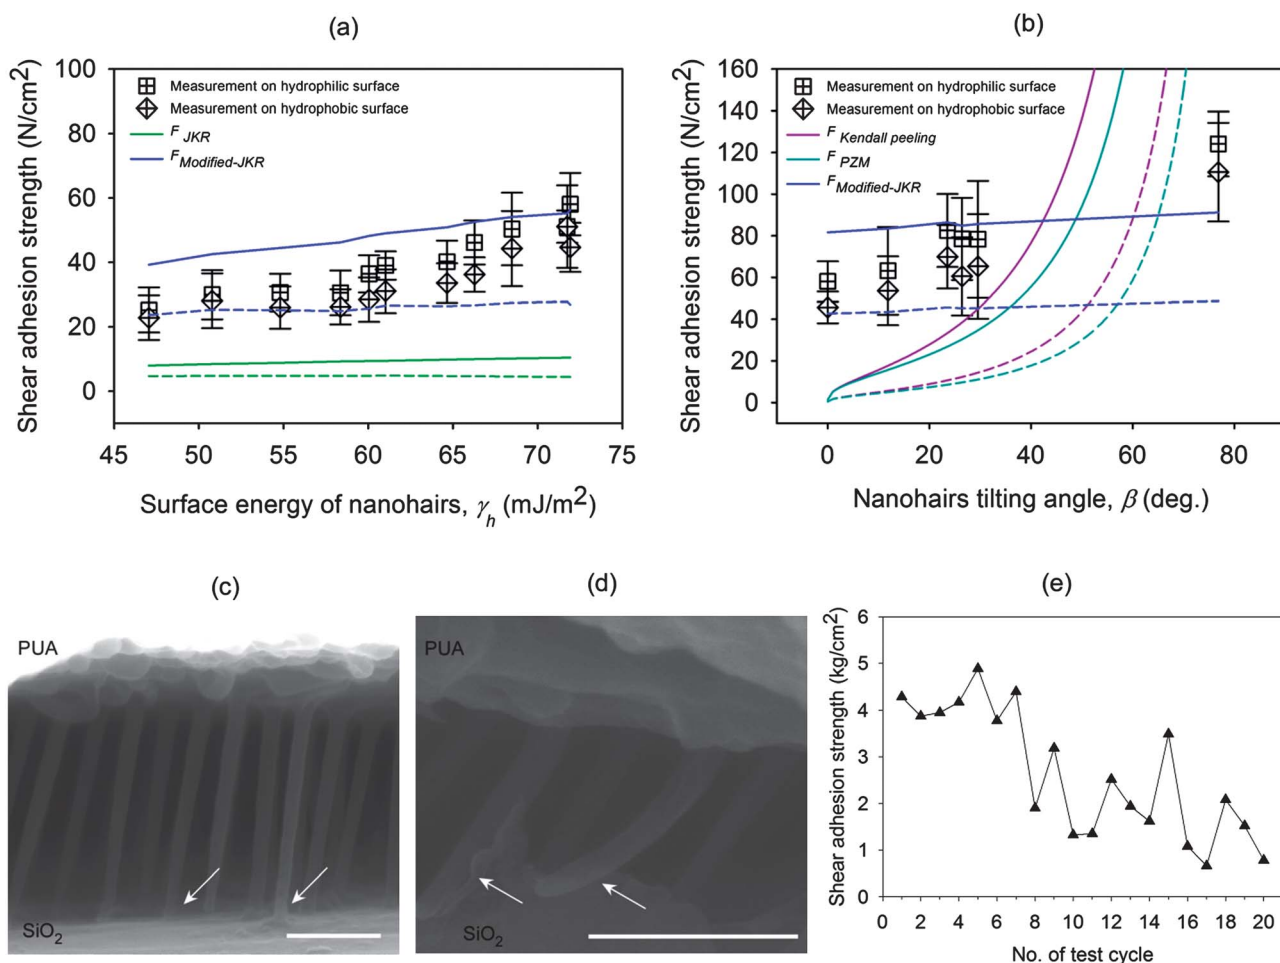 (a)
Shear adhesion strength (N/cm²)
100
80
60
40
20
0
Measurement on hydrophilic surface
Measurement on hydrophobic surface
F JKR
F Modified-JKR
45 50 55 60 65 70 75
Surface energy of nanohairs, γh (mJ/m²)
(b)
Shear adhesion strength (N/cm²)
160
140
120
100
80
60
40
20
0
Measurement on hydrophilic surface
Measurement on hydrophobic surface
F Kendall peeling
F PZM
F Modified-JKR
0 20 40 60 80
Nanohairs tilting angle, β (deg.)
(c)
PUA
SiO₂
(d)
PUA
SiO₂
(e)
Shear adhesion strength (kg/cm²)
6
5
4
3
2
1
0
0 2 4 6 8 10 12 14 16 18 20
No. of test cycle